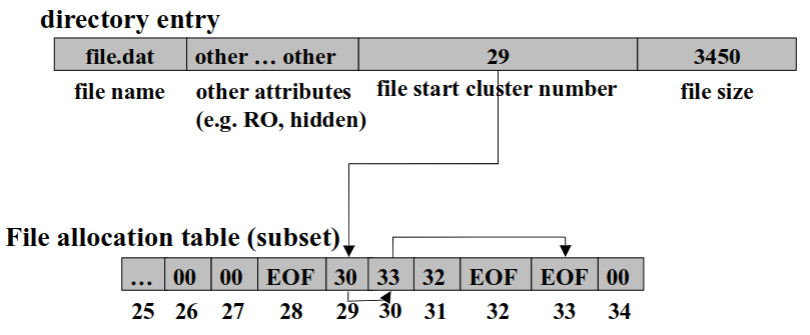 directory entry
file.dat other … other 29 3450
file name other attributes file start cluster number file size
(e.g. RO, hidden)
File allocation table (subset)
… 00 00 EOF 30 33 32 EOF EOF 00
25 26 27 28 29 30 31 32 33 34